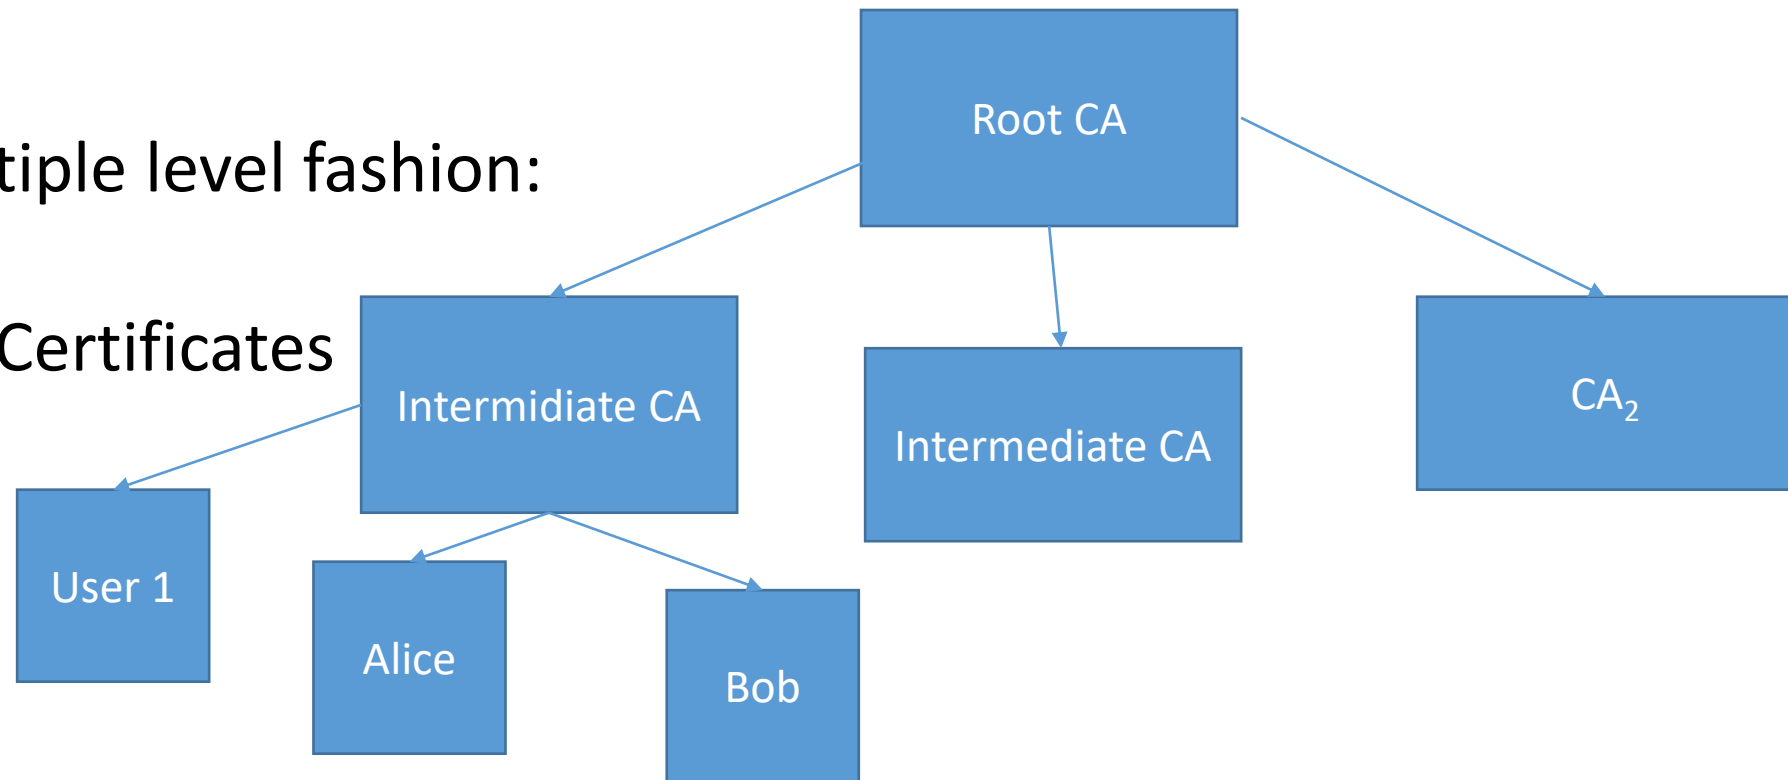 Root CA
tiple level fashion:
Certificates
Intermidiate CA
Intermediate CA
CA₂
User 1
Alice
Bob